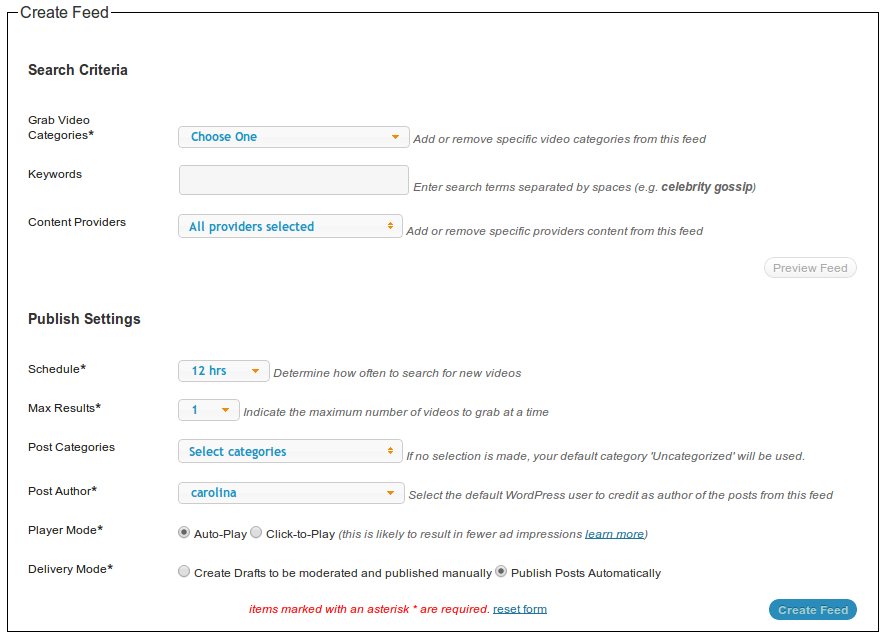 Create Feed
Search Criteria
Grab Video
Categories*
Choose One
Add or remove specific video categories from this feed
Keywords
Enter search terms separated by spaces (e.g. celebrity gossip)
Content Providers
All providers selected
Add or remove specific providers content from this feed
Preview Feed
Publish Settings
Schedule*
12 hrs
Determine how often to search for new videos
Max Results*
1
Indicate the maximum number of videos to grab at a time
Post Categories
Select categories
If no selection is made, your default category 'Uncategorized' will be used.
Post Author*
carolina
Select the default WordPress user to credit as author of the posts from this feed
Player Mode*
Auto-Play Click-to-Play (this is likely to result in fewer ad impressions learn more)
Delivery Mode*
Create Drafts to be moderated and published manually Publish Posts Automatically
items marked with an asterisk * are required. reset form
Create Feed